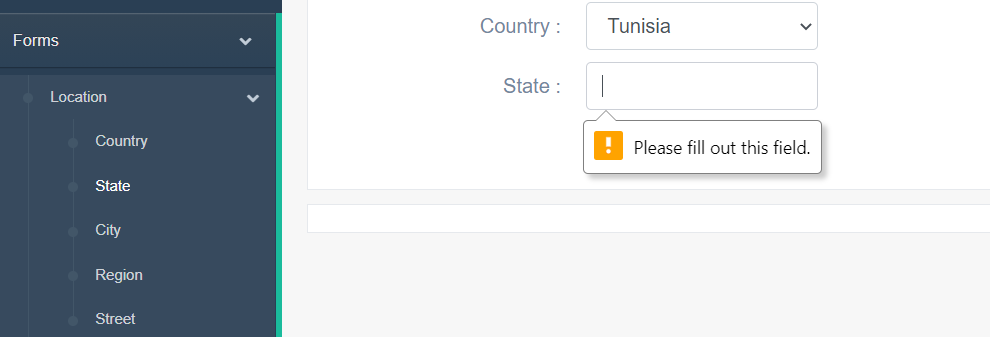 Forms
Location
Country
State
City
Region
Street
Country :
Tunisia
State :
Please fill out this field.